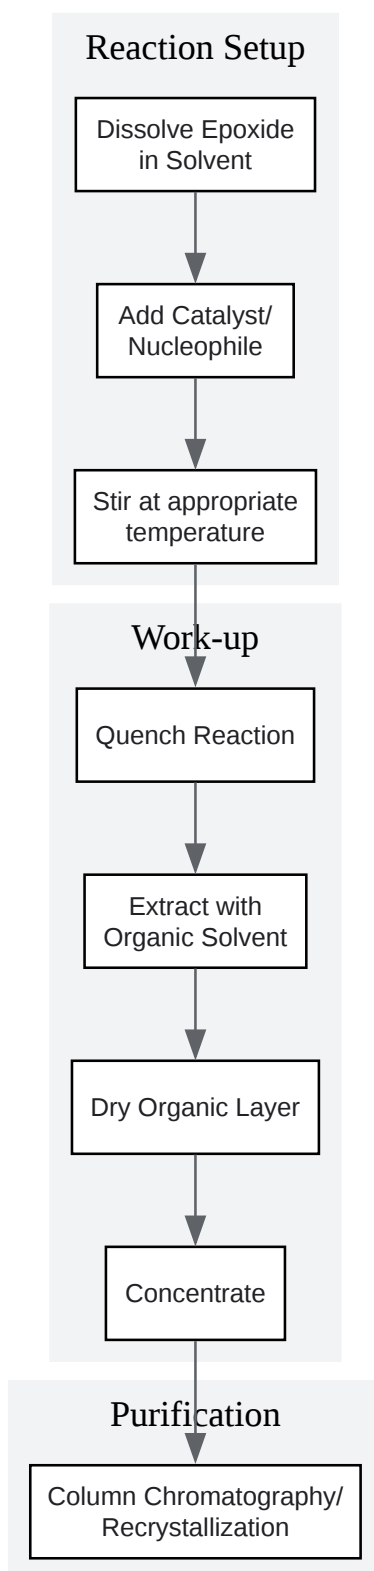 Reaction Setup
Dissolve Epoxide
in Solvent
Add Catalyst/
Nucleophile
Stir at appropriate
temperature
Work-up
Quench Reaction
Extract with
Organic Solvent
Dry Organic Layer
Concentrate
Purification
Column Chromatography/
Recrystallization